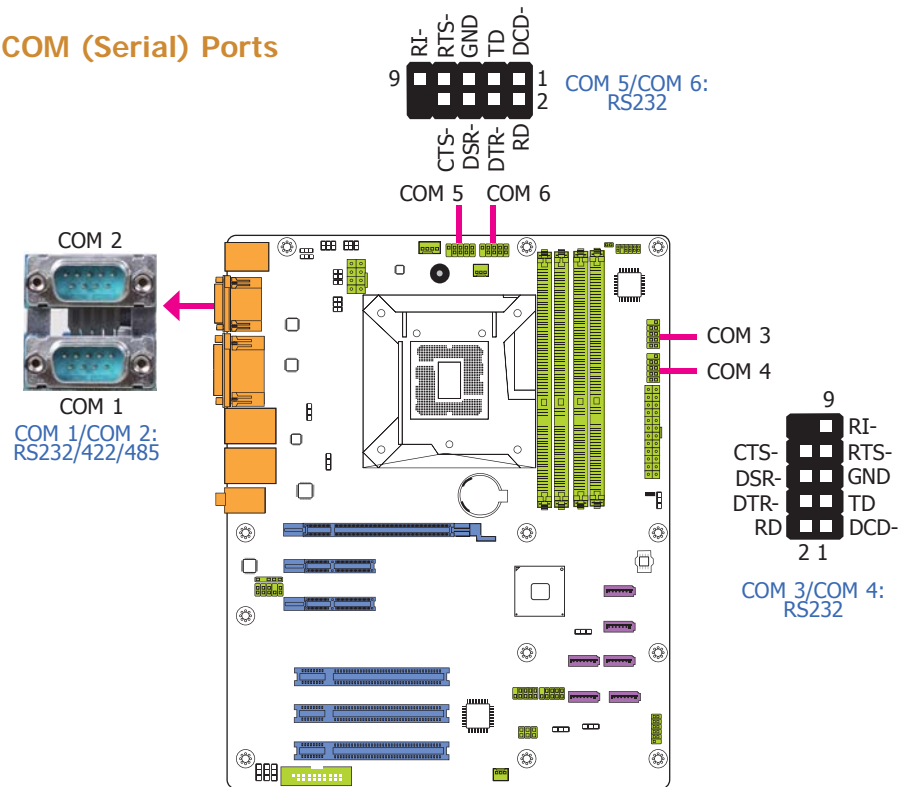 COM (Serial) Ports
RI-
RTS-
GND
TD
DCD-
9
1
2
COM 5/COM 6:
RS232
CTS-
DSR-
DTR-
RD
COM 5 COM 6
COM 2
COM 1
COM 1/COM 2:
RS232/422/485
COM 3
COM 4
9
RI-
CTS- RTS-
DSR- GND
DTR- TD
RD DCD-
2 1
COM 3/COM 4:
RS232